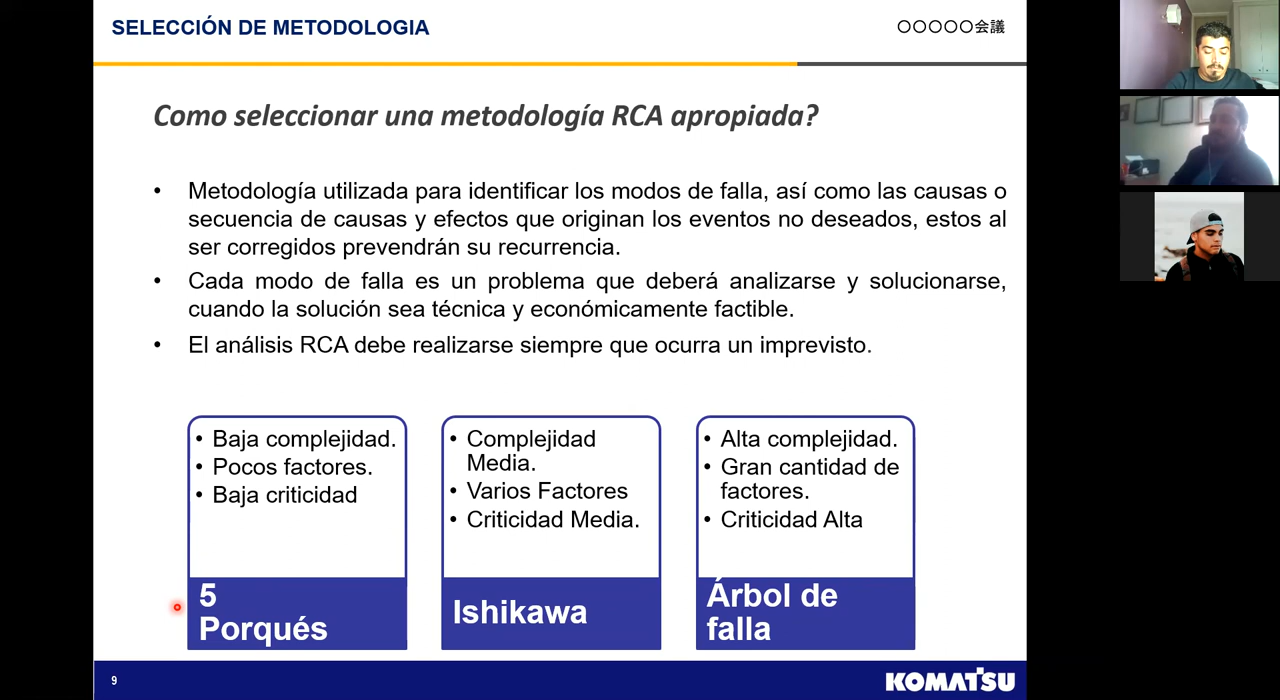 SELECCIÓN DE METODOLOGIA
〇〇〇〇〇会議
Como seleccionar una metodología RCA apropiada?
• Metodología utilizada para identificar los modos de falla, así como las causas o
secuencia de causas y efectos que originan los eventos no deseados, estos al
ser corregidos prevendrán su recurrencia.
• Cada modo de falla es un problema que deberá analizarse y solucionarse,
cuando la solución sea técnica y económicamente factible.
• El análisis RCA debe realizarse siempre que ocurra un imprevisto.
• Baja complejidad.
• Pocos factores.
• Baja criticidad
5
Porqués
• Complejidad
Media.
• Varios Factores
• Criticidad Media.
Ishikawa
• Alta complejidad.
• Gran cantidad de
factores.
• Criticidad Alta
Árbol de
falla
9
KOMATSU